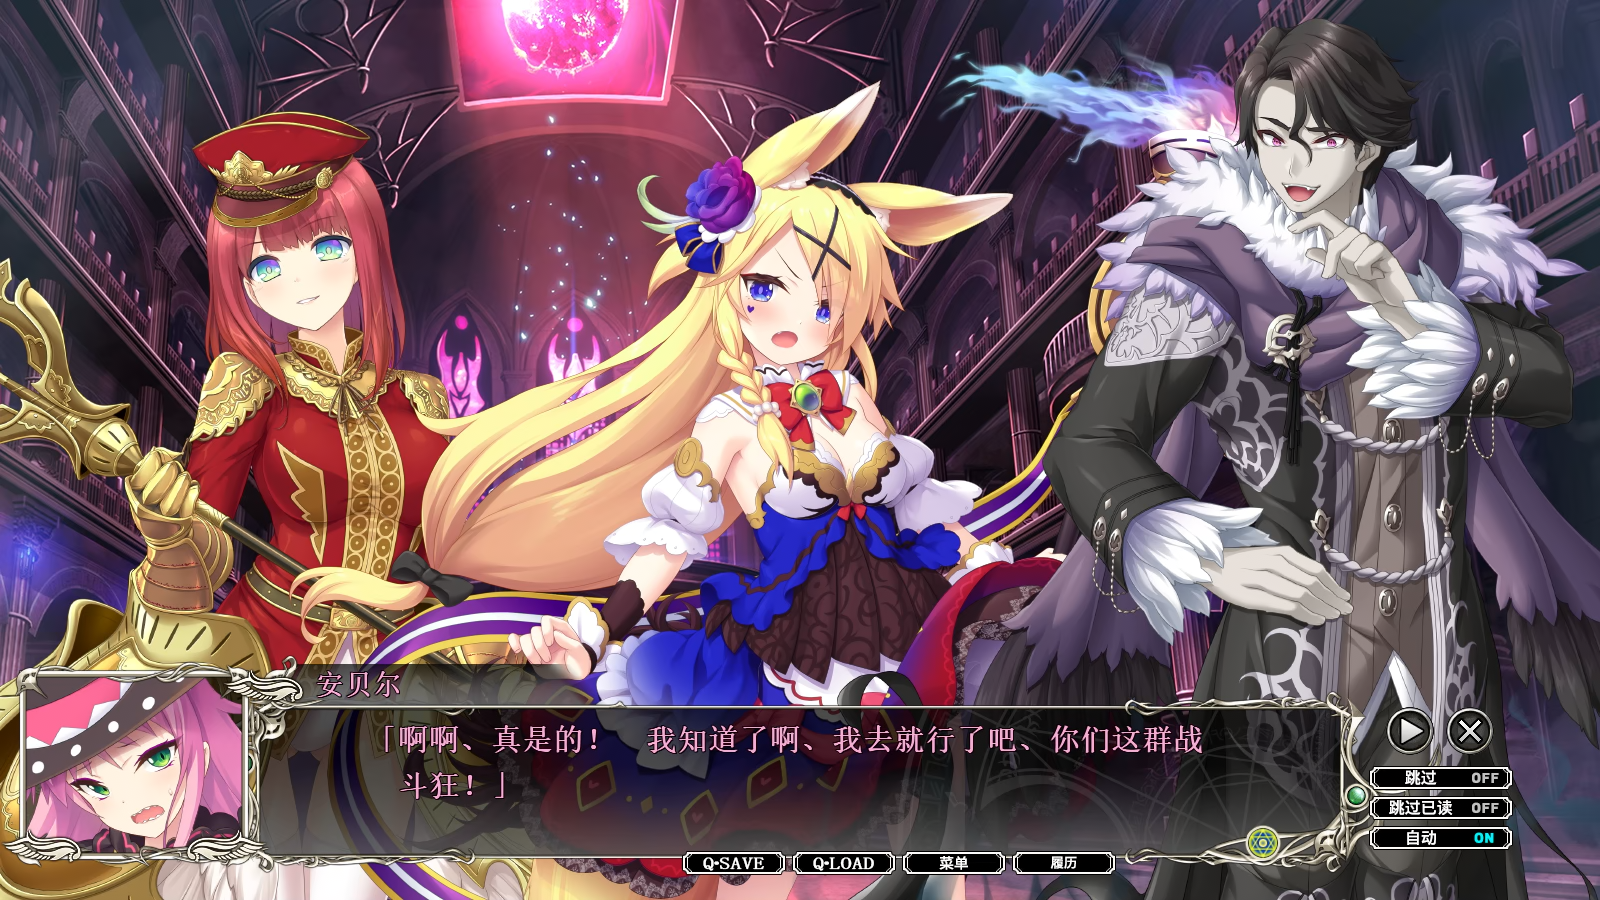 安贝尔
「啊啊、真是的！　我知道了啊、我去就行了吧、你们这群战
斗狂！」
跳过 OFF
跳过已读 OFF
自动 ON
Q•SAVE Q•LOAD 菜单 履历